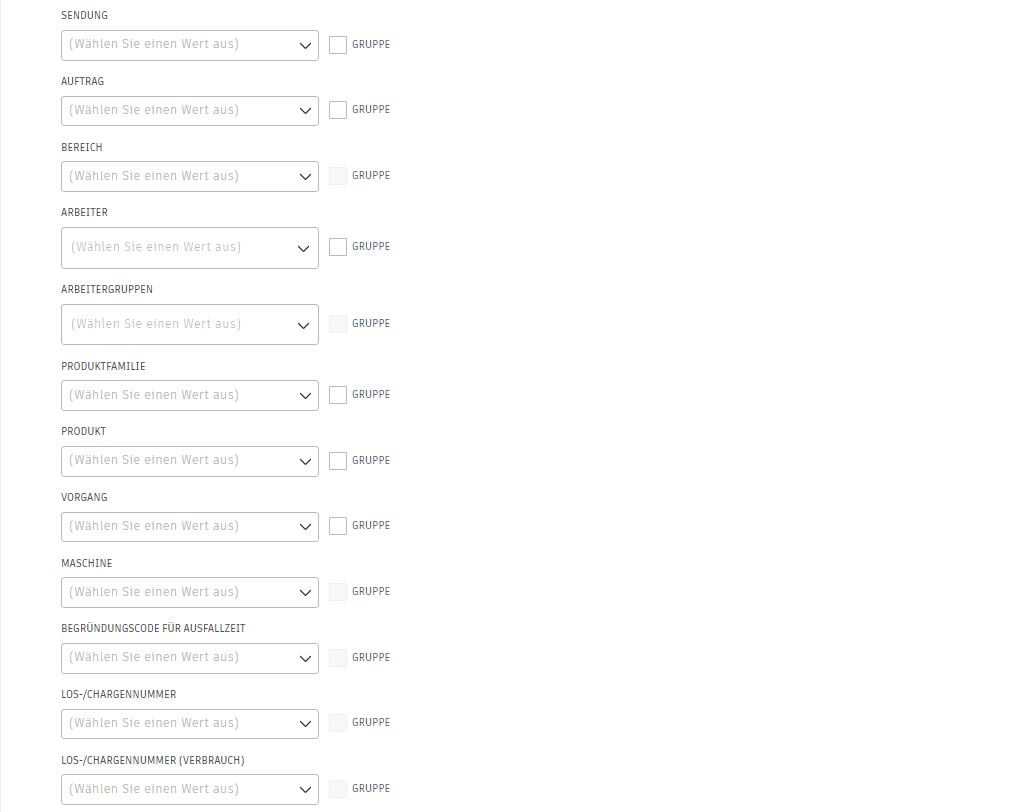 SENDUNG
(Wählen Sie einen Wert aus) GRUPPE
AUFTRAG
(Wählen Sie einen Wert aus) GRUPPE
BEREICH
(Wählen Sie einen Wert aus) GRUPPE
ARBEITER
(Wählen Sie einen Wert aus) GRUPPE
ARBEITERGRUPPEN
(Wählen Sie einen Wert aus) GRUPPE
PRODUKTFAMILIE
(Wählen Sie einen Wert aus) GRUPPE
PRODUKT
(Wählen Sie einen Wert aus) GRUPPE
VORGANG
(Wählen Sie einen Wert aus) GRUPPE
MASCHINE
(Wählen Sie einen Wert aus) GRUPPE
BEGRÜNDUNGSCODE FÜR AUSFALLZEIT
(Wählen Sie einen Wert aus) GRUPPE
LOS-/CHARGENNUMMER
(Wählen Sie einen Wert aus) GRUPPE
LOS-/CHARGENNUMMER (VERBRAUCH)
(Wählen Sie einen Wert aus) GRUPPE